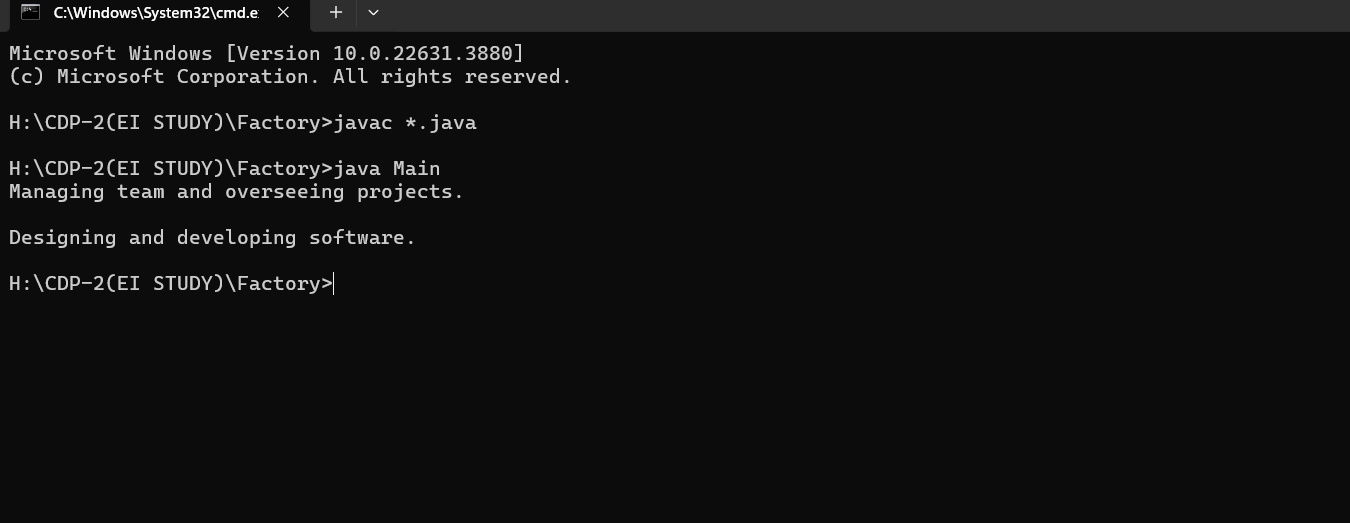 C:\Windows\System32\cmd.e
Microsoft Windows [Version 10.0.22631.3880]
(c) Microsoft Corporation. All rights reserved.
H:\CDP-2(EI STUDY)\Factory>javac *.java
H:\CDP-2(EI STUDY)\Factory>java Main
Managing team and overseeing projects.
Designing and developing software.
H:\CDP-2(EI STUDY)\Factory>